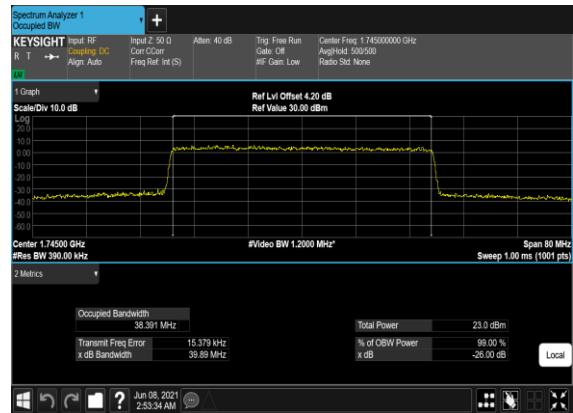 Spectrum Analyzer 1
Occupied BW
KEYSIGHT
R T
LXI
Input: RF
Coupling: DC
Align: Auto
Input Z: 50 Ω
Corr CCorr
Freq Ref: Int (S)
Atten: 40 dB
Trig: Free Run
Gate: Off
#IF Gain: Low
Center Freq: 1.745000000 GHz
Avg|Hold: 500/500
Radio Std: None
1 Graph
Scale/Div 10.0 dB
Ref Lvl Offset 4.20 dB
Ref Value 30.00 dBm
Log
20.0
10.0
0.00
-10.0
-20.0
-30.0
-40.0
-50.0
-60.0
Center 1.74500 GHz
#Res BW 390.00 kHz
#Video BW 1.2000 MHz*
Span 80 MHz
Sweep 1.00 ms (1001 pts)
2 Metrics
Occupied Bandwidth
38.391 MHz
Total Power 23.0 dBm
Transmit Freq Error 15.379 kHz
% of OBW Power 99.00 %
x dB Bandwidth 39.89 MHz
x dB -26.00 dB
Local
Jun 08, 2021
2:53:34 AM